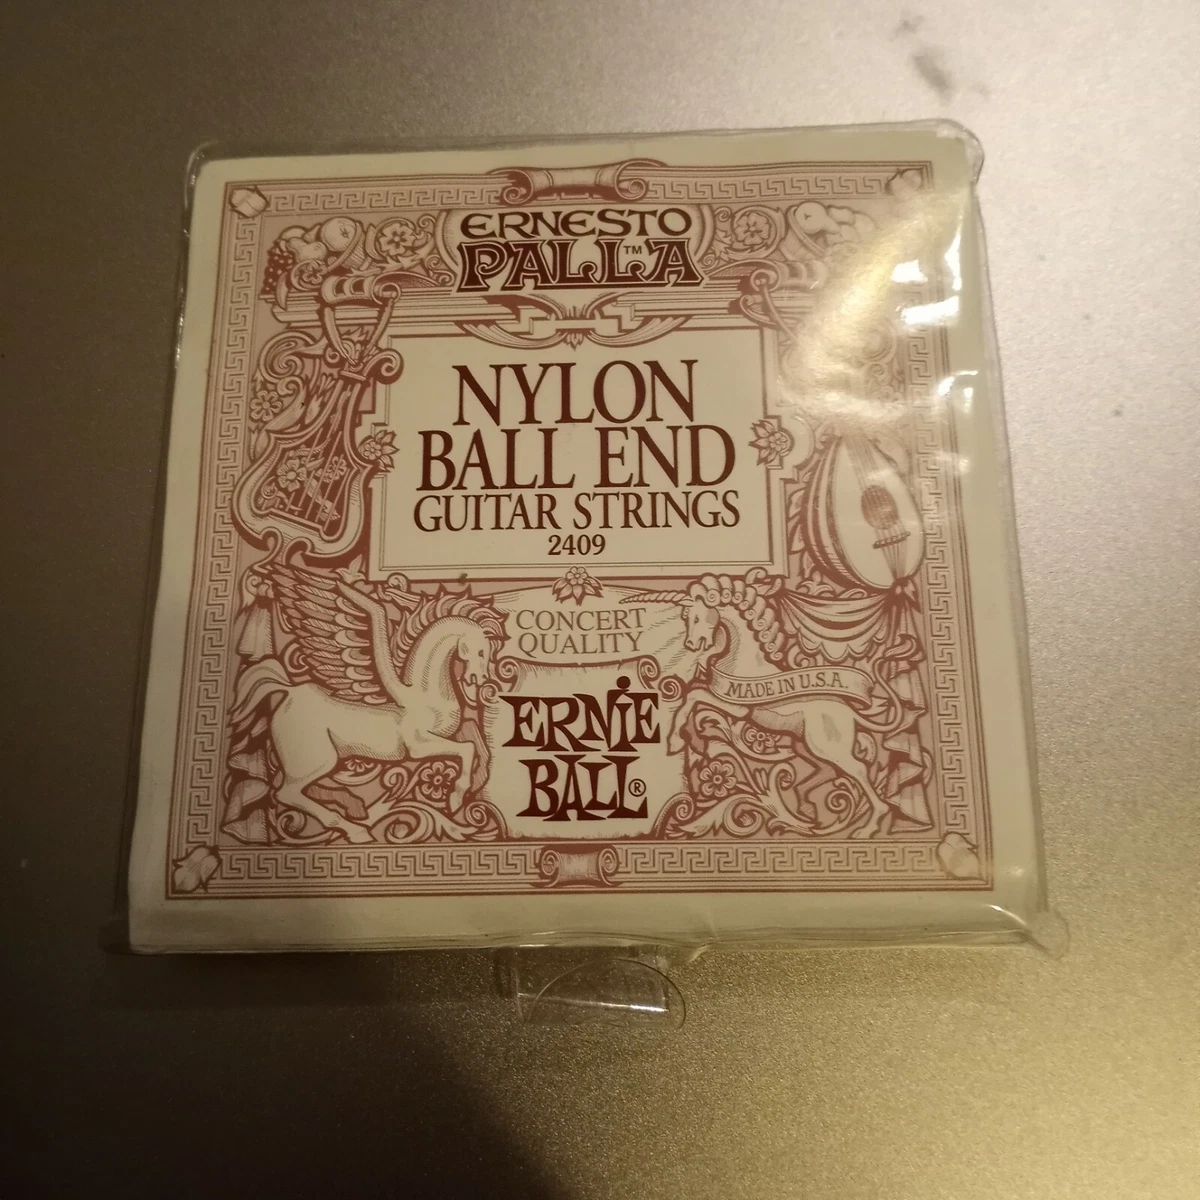 ERNESTO
PALLA™
NYLON
BALL END
GUITAR STRINGS
2409
CONCERT
QUALITY
MADE IN U.S.A.
ERNiE
BALL®